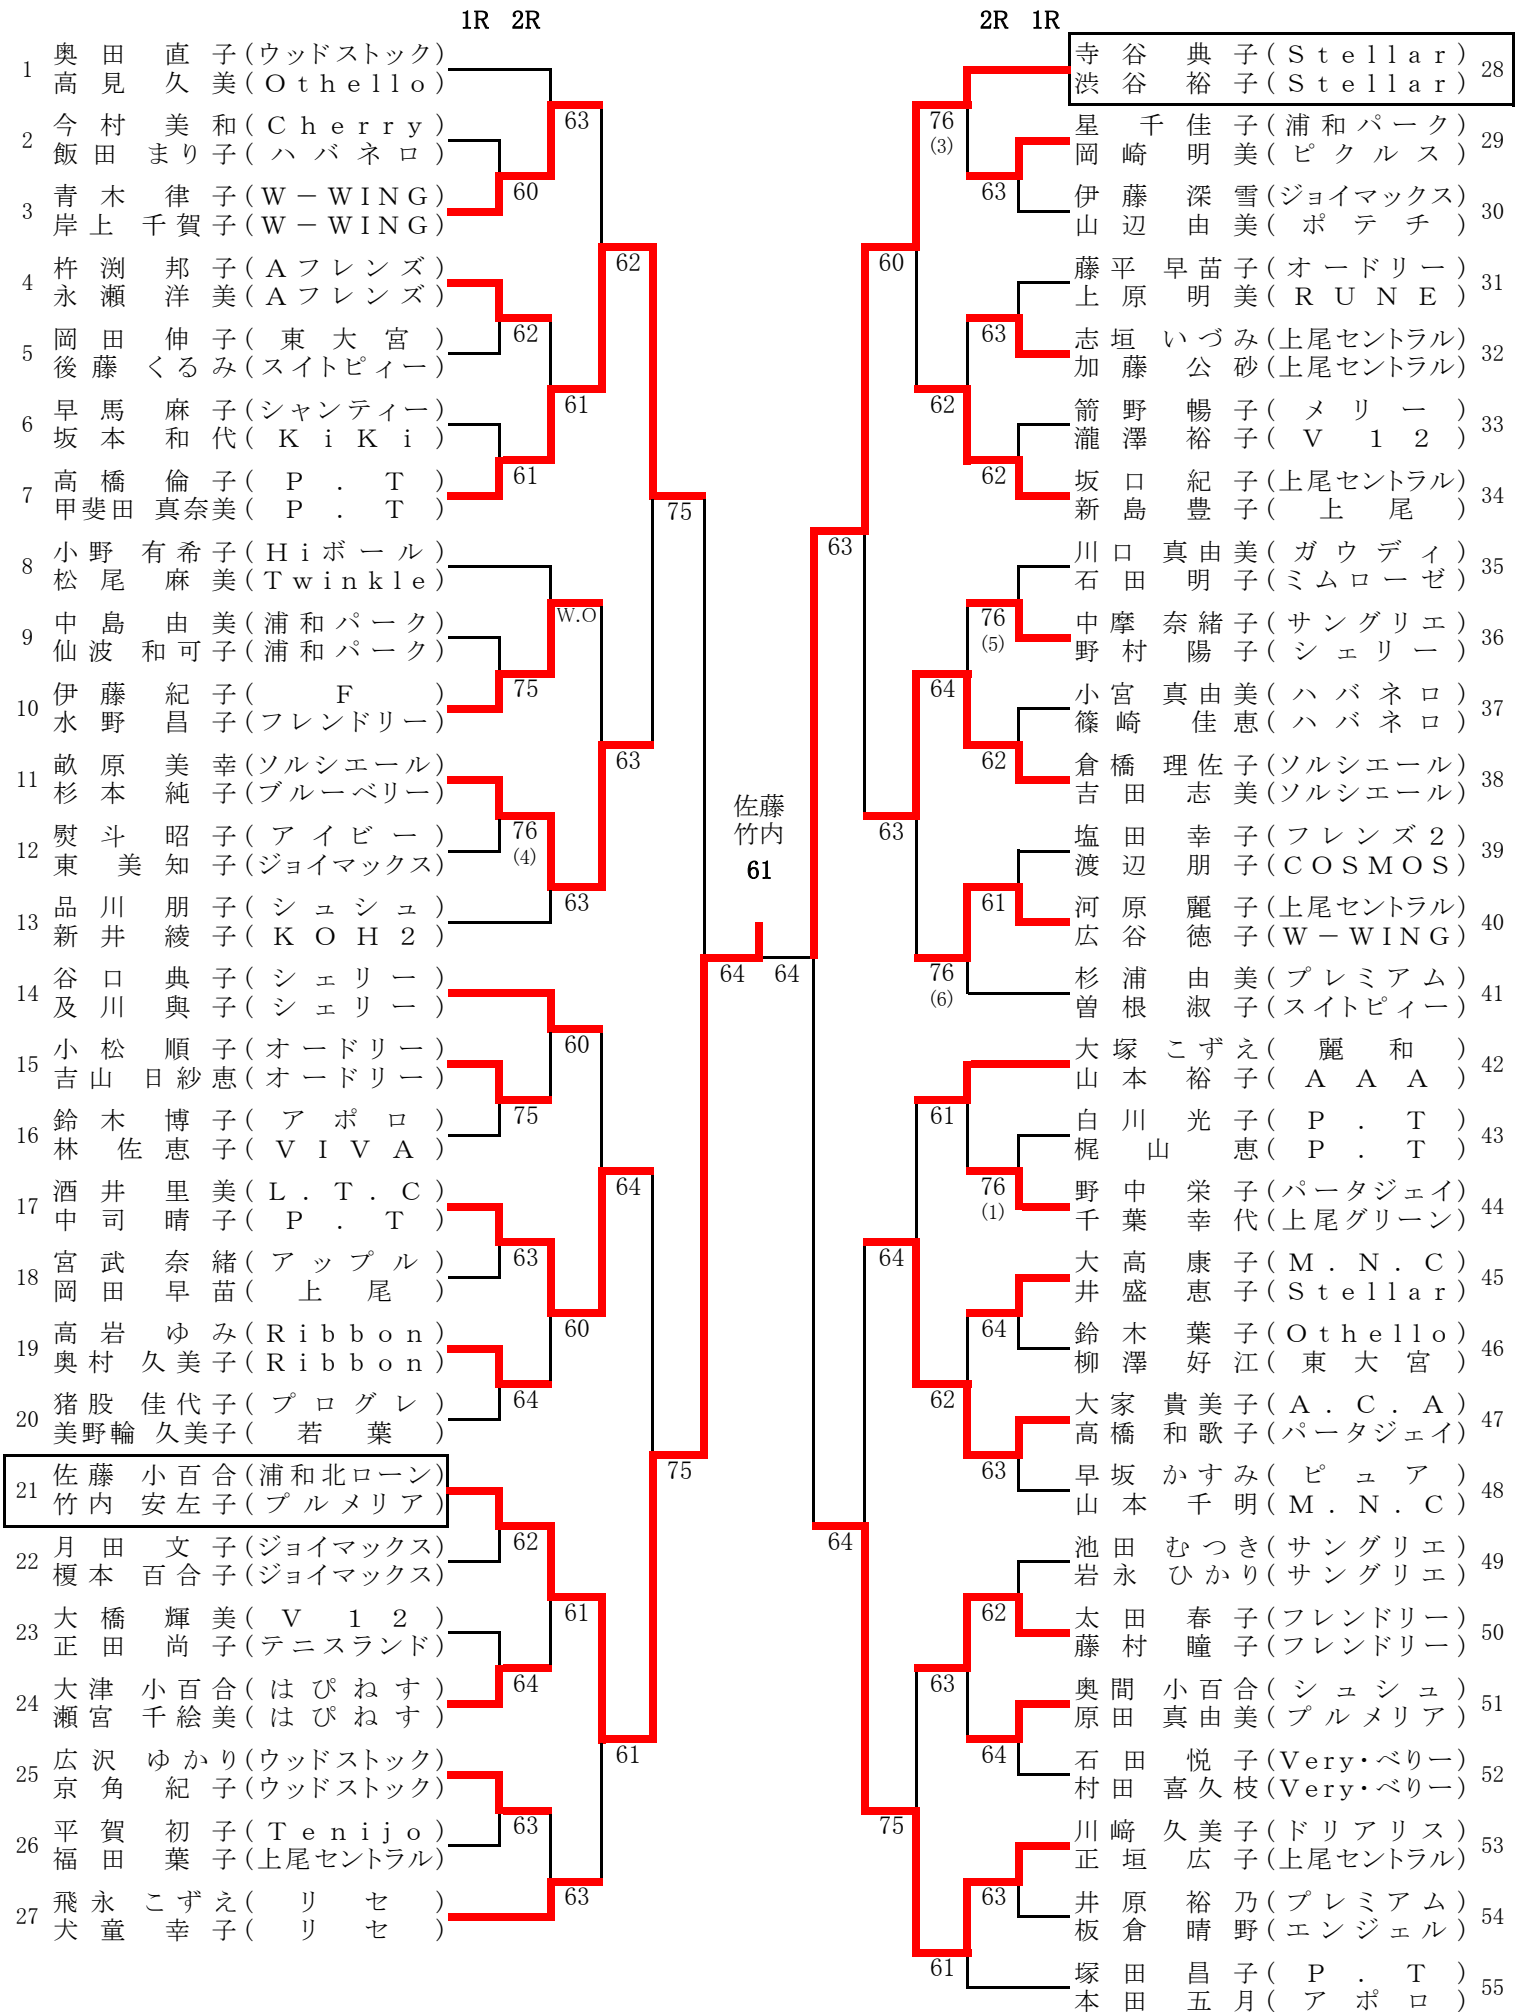 1R 2R
2R 1R
1 奥田 直子(ウッドストック)
高見 久美(Othello)
2 今村 美和(Cherry)
飯田 まり子(ハバネロ)
3 青木 律子(W－WING)
岸上 千賀子(W－WING)
4 杵渕 邦子(Aフレンズ)
永瀬 洋美(Aフレンズ)
5 岡田 伸子(東大宮)
後藤 くるみ(スイトピィー)
6 早馬 麻子(シャンティー)
坂本 和代(KiKi)
7 高橋 倫子(P.T)
甲斐田 真奈美(P.T)
8 小野 有希子(Hiボール)
松尾 麻美(Twinkle)
9 中島 由美(浦和パーク)
仙波 和可子(浦和パーク)
10 伊藤 紀子(F)
水野 昌子(フレンドリー)
11 畝原 美幸(ソルシエール)
杉本 純子(ブルーベリー)
12 熨斗 昭子(アイビー)
東 美知子(ジョイマックス)
13 品川 朋子(シュシュ)
新井 綾子(KOH2)
14 谷口 典子(シェリー)
及川 與子(シェリー)
15 小松 順子(オードリー)
吉山 日紗恵(オードリー)
16 鈴木 博子(アポロ)
林 佐恵子(VIVA)
17 酒井 里美(L.T.C)
中司 晴子(P.T)
18 宮武 奈緒(アップル)
岡田 早苗(上尾)
19 高岩 ゆみ(Ribbon)
奥村 久美子(Ribbon)
20 猪股 佳代子(プログレ)
美野輪 久美子(若葉)
21 佐藤 小百合(浦和北ローン)
竹内 安左子(プルメリア)
22 月田 文子(ジョイマックス)
榎本 百合子(ジョイマックス)
23 大橋 輝美(V12)
正田 尚子(テニスランド)
24 大津 小百合(はぴねす)
瀬宮 千絵美(はぴねす)
25 広沢 ゆかり(ウッドストック)
京角 紀子(ウッドストック)
26 平賀 初子(Tenijo)
福田 葉子(上尾セントラル)
27 飛永 こずえ(リセ)
犬童 幸子(リセ)
60
62
61
75
76
(4)
75
63
64
62
64
63
63
61
W.O
63
60
60
61
63
62
63
64
61
75
75
64
佐藤
竹内
61
64
63
64
60
63
64
75
76
(3)
62
64
76
(6)
61
62
63
61
63
63
62
76
(5)
62
61
76
(1)
64
63
62
64
63
寺谷 典子(Stellar) 28
渋谷 裕子(Stellar)
星 千佳子(浦和パーク) 29
岡崎 明美(ピクルス)
伊藤 深雪(ジョイマックス) 30
山辺 由美(ポテチ)
藤平 早苗子(オードリー) 31
上原 明美(RUNE)
志垣 いづみ(上尾セントラル) 32
加藤 公砂(上尾セントラル)
箭野 暢子(メリー) 33
瀧澤 裕子(V12)
坂口 紀子(上尾セントラル) 34
新島 豊子(上尾)
川口 真由美(ガウディ) 35
石田 明子(ミムローゼ)
中摩 奈緒子(サングリエ) 36
野村 陽子(シェリー)
小宮 真由美(ハバネロ) 37
篠崎 佳恵(ハバネロ)
倉橋 理佐子(ソルシエール) 38
吉田 志美(ソルシエール)
塩田 幸子(フレンズ2) 39
渡辺 朋子(COSMOS)
河原 麗子(上尾セントラル) 40
広谷 徳子(W－WING)
杉浦 由美(プレミアム) 41
曽根 淑子(スイトピィー)
大塚 こずえ(麗和) 42
山本 裕子(AAA)
白川 光子(P.T) 43
梶山 恵(P.T)
野中 栄子(パータジェイ) 44
千葉 幸代(上尾グリーン)
大高 康子(M.N.C) 45
井盛 恵子(Stellar)
鈴木 葉子(Othello) 46
柳澤 好江(東大宮)
大家 貴美子(A.C.A) 47
高橋 和歌子(パータジェイ)
早坂 かすみ(ピュア) 48
山本 千明(M.N.C)
池田 むつき(サングリエ) 49
岩永 ひかり(サングリエ)
太田 春子(フレンドリー) 50
藤村 瞳子(フレンドリー)
奥間 小百合(シュシュ) 51
原田 真由美(プルメリア)
石田 悦子(Very・べりー) 52
村田 喜久枝(Very・べりー)
川﨑 久美子(ドリアリス) 53
正垣 広子(上尾セントラル)
井原 裕乃(プレミアム) 54
板倉 晴野(エンジェル)
塚田 昌子(P.T) 55
本田 五月(アポロ)